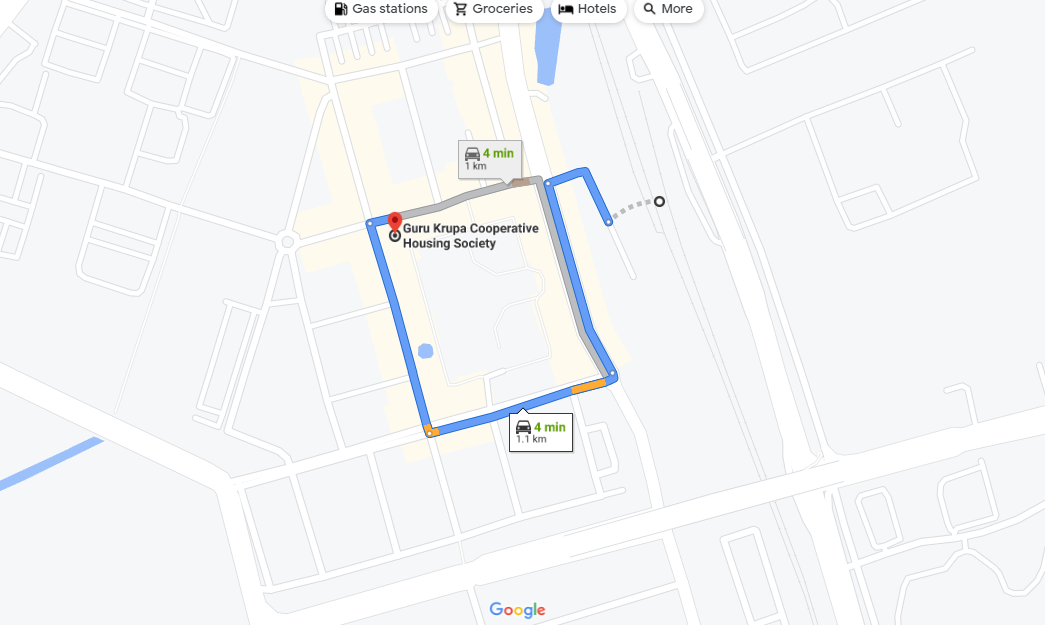 Gas stations
Groceries
Hotels
More
4 min
1 km
Guru Krupa Cooperative
Housing Society
4 min
1.1 km
Google